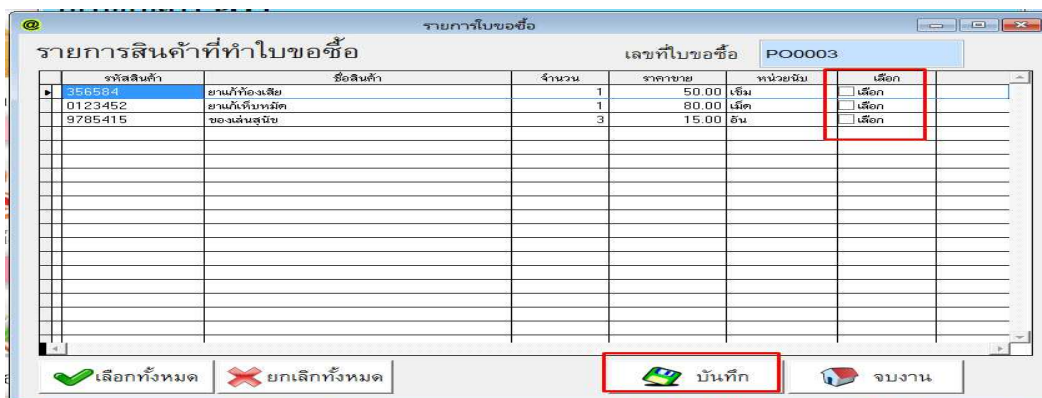 รายการใบขอซื้อ
รายการสินค้าที่ทำใบขอซื้อ เลขที่ใบขอซื้อ PO0003
รหัสสินค้า ชื่อสินค้า จำนวน ราคาขาย หน่วยนับ เลือก
356584 ยาแก้ท้องเสีย 1 50.00 เข็ม เลือก
0123452 ยาแก้เห็บหมัด 1 80.00 เม็ด เลือก
9785415 ของเล่นสุนัข 3 15.00 อัน เลือก
เลือกทั้งหมด ยกเลิกทั้งหมด บันทึก จบงาน